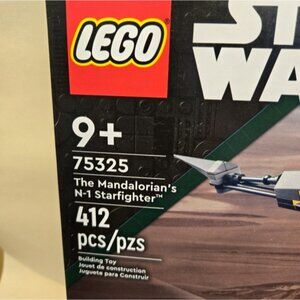 LEGO
ST
WA
9+
75325
The Mandalorian's
N-1 Starfighter™
412
pcs/pzs
Building Toy
Jouet de construction
Juguete para Construir